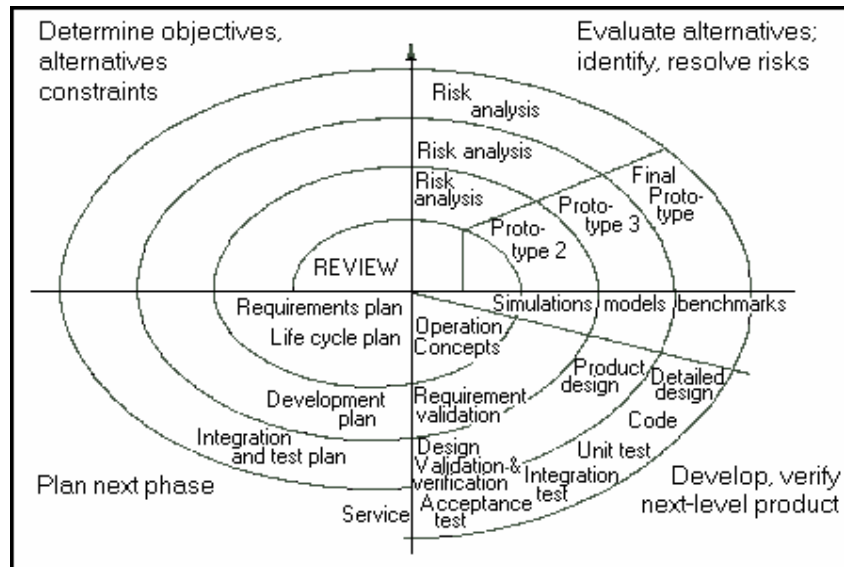 Determine objectives,
alternatives
constraints
Evaluate alternatives;
identify, resolve risks
Risk
analysis
Risk analysis
Risk
analysis
Final
Proto-
type
Proto-
type 3
Proto-
type 2
REVIEW
Requirements plan
Life cycle plan
Simulations models benchmarks
Operation
Concepts
Product
design
Detailed
design
Development
plan
Requirement
validation
Code
Integration
and test plan
Design
Validation-&
verification
Unit test
Integration
test
Plan next phase
Develop, verify
next-level product
Service
Acceptance
test